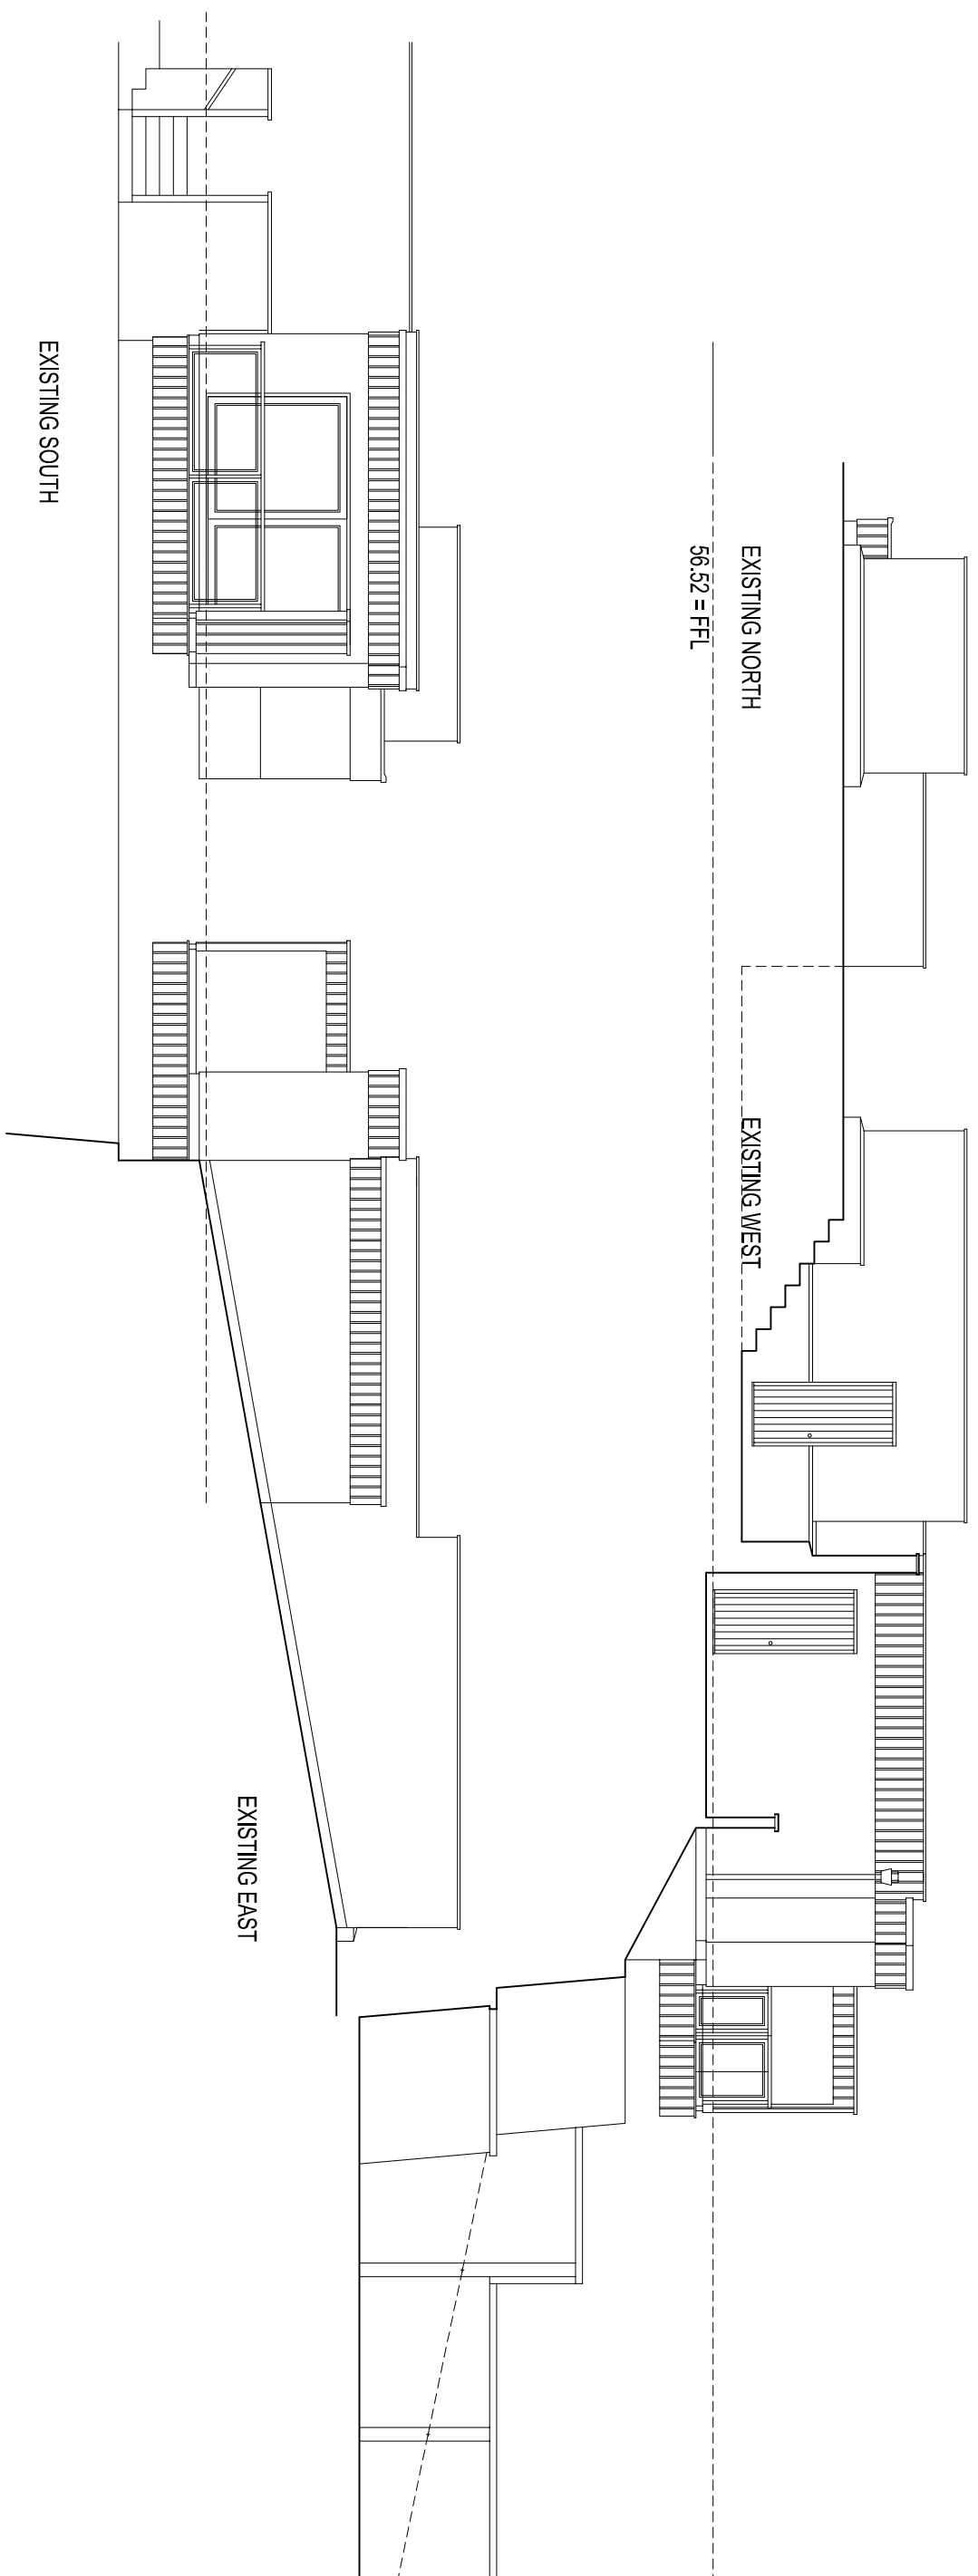 EXISTING NORTH
56.52 = FFL
EXISTING WEST
EXISTING SOUTH
EXISTING EAST